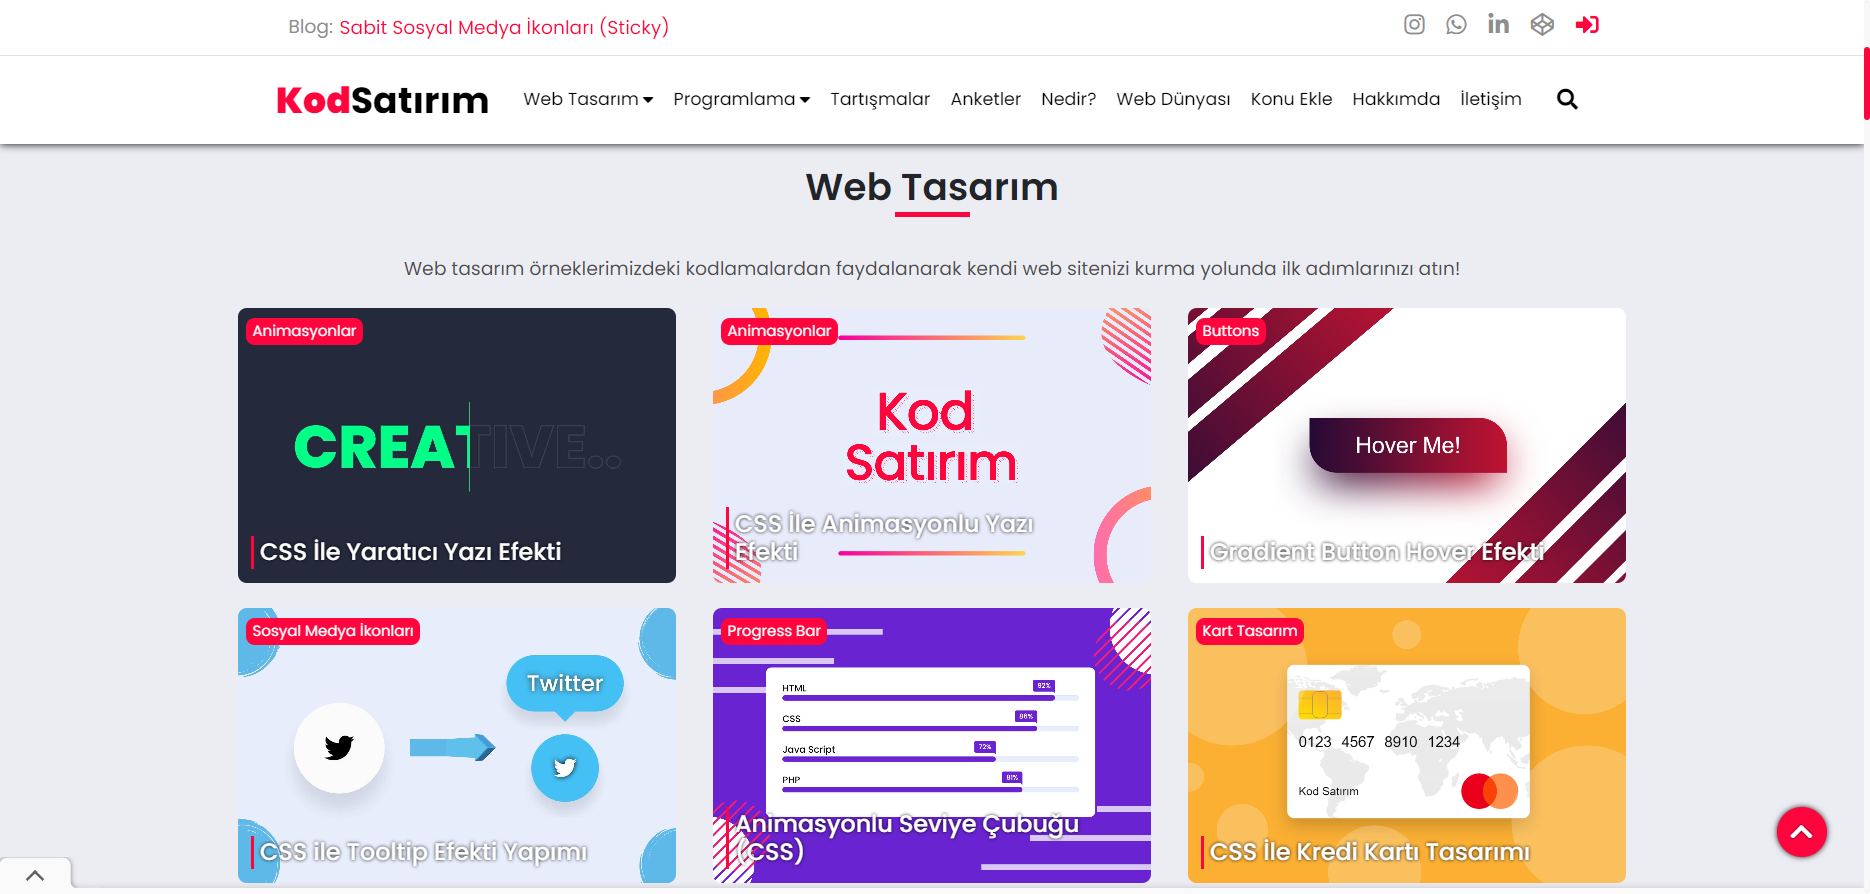 Blog: Sabit Sosyal Medya İkonları (Sticky)
KodSatırım
Web Tasarım Programlama Tartışmalar Anketler Nedir? Web Dünyası Konu Ekle Hakkımda İletişim
Web Tasarım
Web tasarım örneklerimizdeki kodlamalardan faydalanarak kendi web sitenizi kurma yolunda ilk adımlarınızı atın!
Animasyonlar
CREATIVE..
CSS İle Yaratıcı Yazı Efekti
Animasyonlar
Kod
Satırım
CSS İle Animasyonlu Yazı
Efekti
Buttons
Hover Me!
Gradient Button Hover Efekti
Sosyal Medya İkonları
Twitter
CSS ile Tooltip Efekti Yapımı
Progress Bar
HTML 92%
CSS 86%
Java Script 72%
PHP 81%
Animasyonlu Seviye Çubuğu
(CSS)
Kart Tasarım
0123 4567 8910 1234
Kod Satırım
CSS İle Kredi Kartı Tasarımı